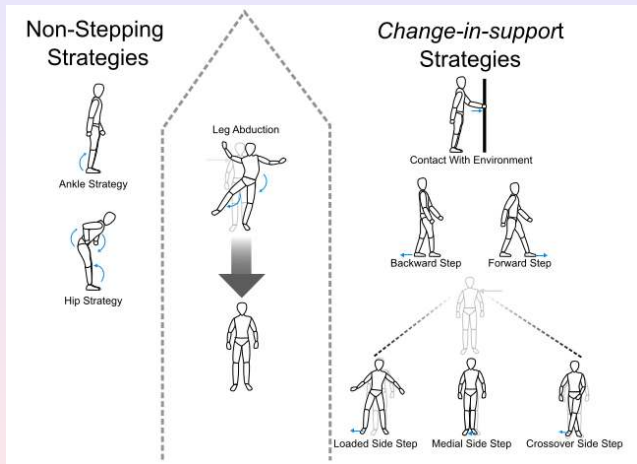 Non-Stepping
Strategies
Ankle Strategy
Hip Strategy
Leg Abduction
Change-in-support
Strategies
Contact With Environment
Backward Step
Forward Step
Loaded Side Step
Medial Side Step
Crossover Side Step